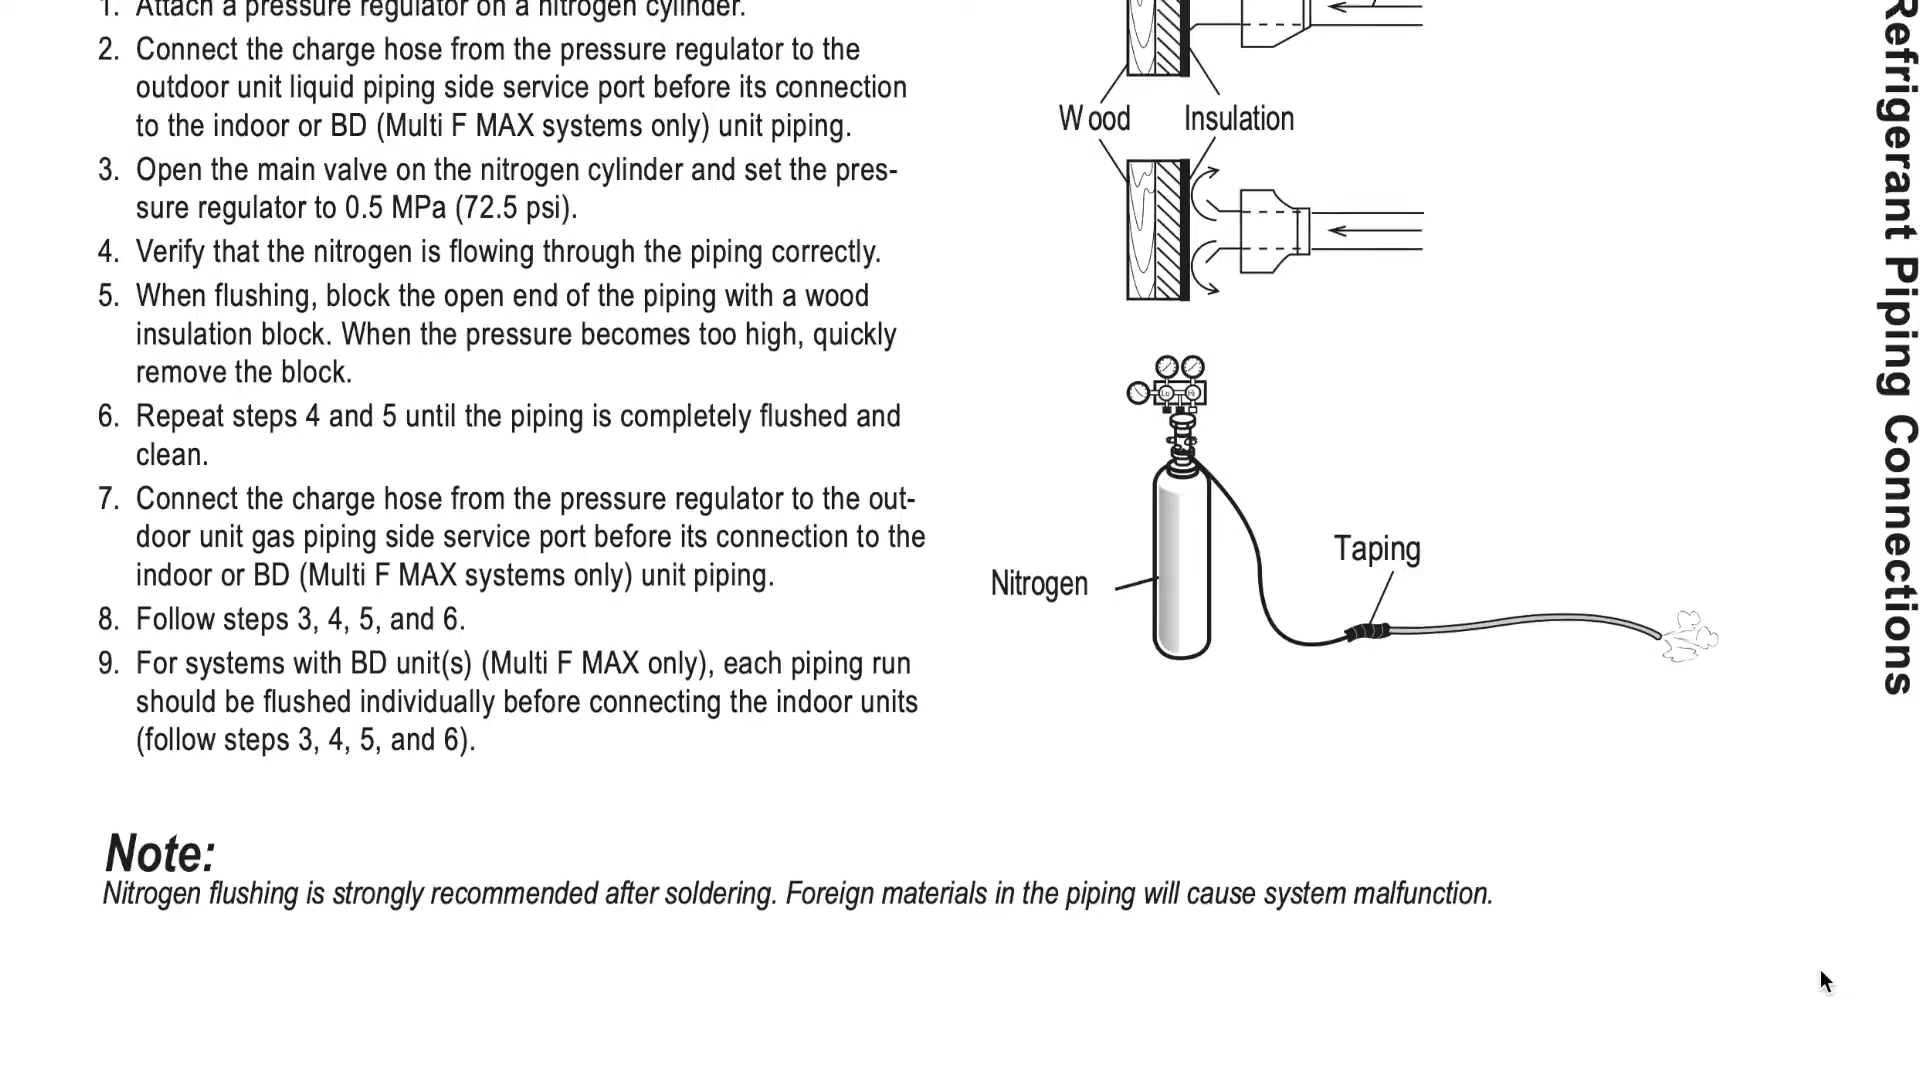 1. Attach a pressure regulator on a nitrogen cylinder.
2. Connect the charge hose from the pressure regulator to the
outdoor unit liquid piping side service port before its connection
to the indoor or BD (Multi F MAX systems only) unit piping.
3. Open the main valve on the nitrogen cylinder and set the pres-
sure regulator to 0.5 MPa (72.5 psi).
4. Verify that the nitrogen is flowing through the piping correctly.
5. When flushing, block the open end of the piping with a wood
insulation block. When the pressure becomes too high, quickly
remove the block.
6. Repeat steps 4 and 5 until the piping is completely flushed and
clean.
7. Connect the charge hose from the pressure regulator to the out-
door unit gas piping side service port before its connection to the
indoor or BD (Multi F MAX systems only) unit piping.
8. Follow steps 3, 4, 5, and 6.
9. For systems with BD unit(s) (Multi F MAX only), each piping run
should be flushed individually before connecting the indoor units
(follow steps 3, 4, 5, and 6).
Wood Insulation
Lo Hi
Nitrogen
Taping
Note:
Nitrogen flushing is strongly recommended after soldering. Foreign materials in the piping will cause system malfunction.
Refrigerant Piping Connections